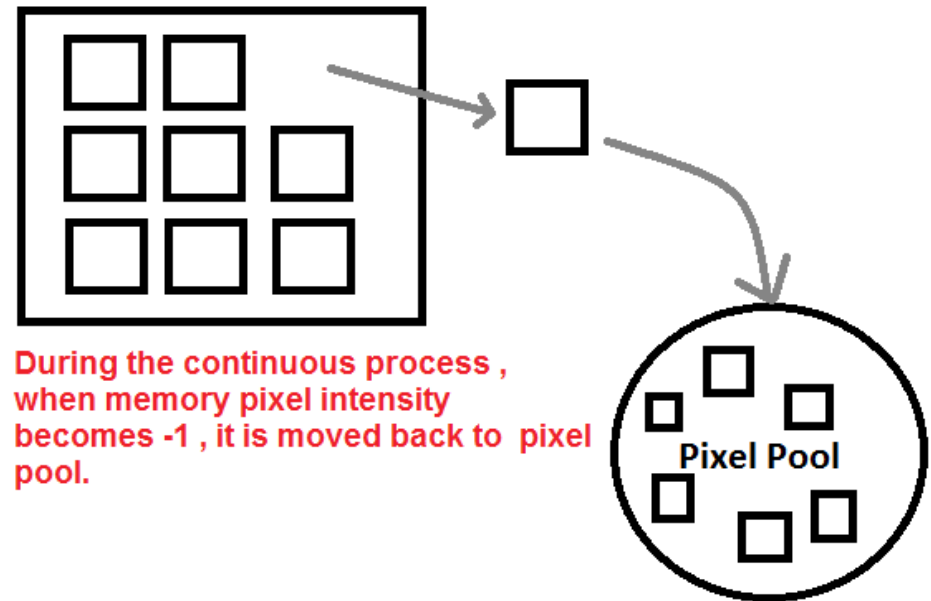 During the continuous process ,
when memory pixel intensity
becomes -1 , it is moved back to pixel
pool.
Pixel Pool